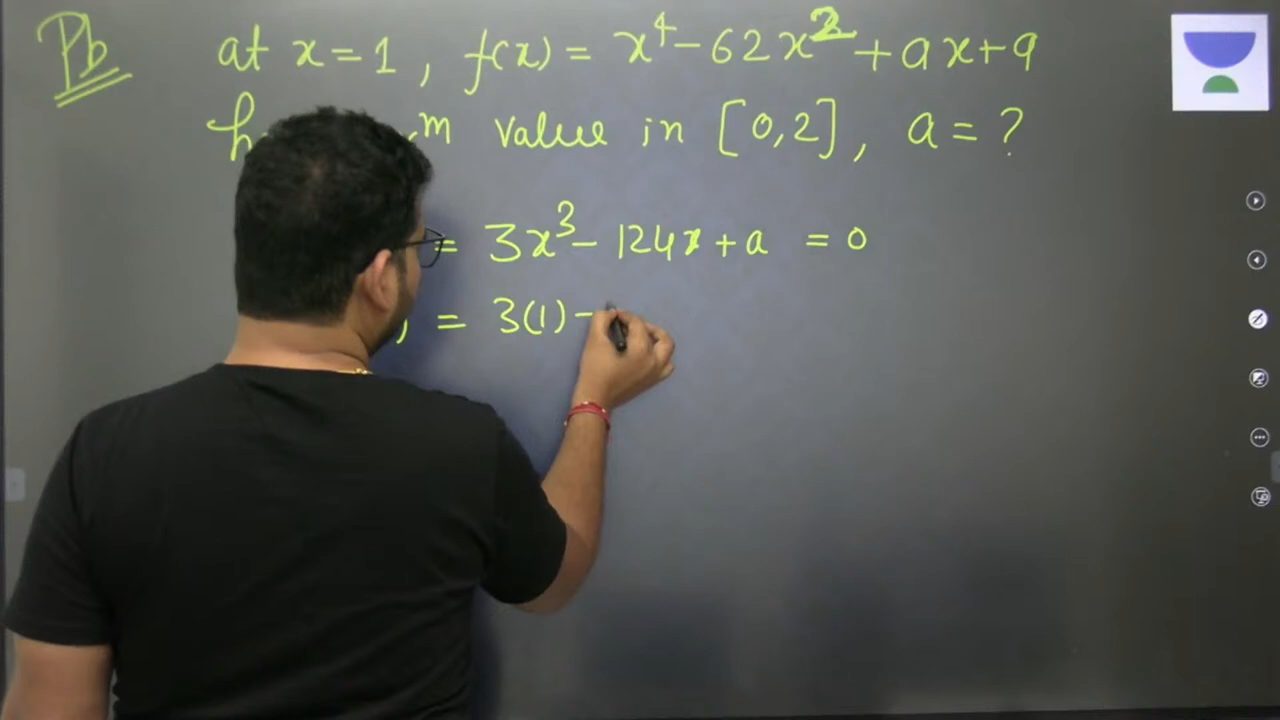 Pb at x=1, f(x) = x⁴-62x²+ax+9
value in [0,2], a = ?
= 3x³-124x+a = 0
= 3(1)-